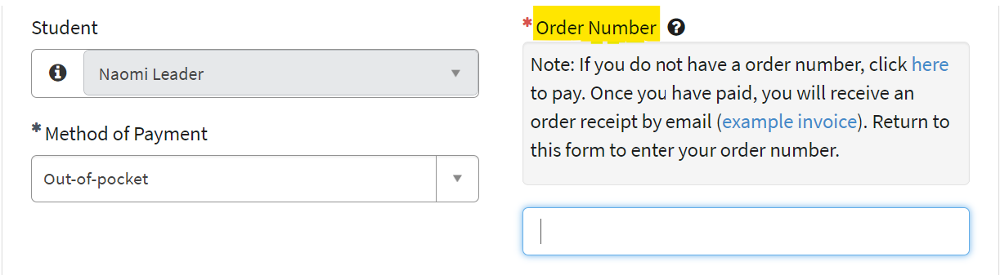 Student
Naomi Leader
* Method of Payment
Out-of-pocket
* Order Number
Note: If you do not have a order number, click here
to pay. Once you have paid, you will receive an
order receipt by email (example invoice). Return to
this form to enter your order number.